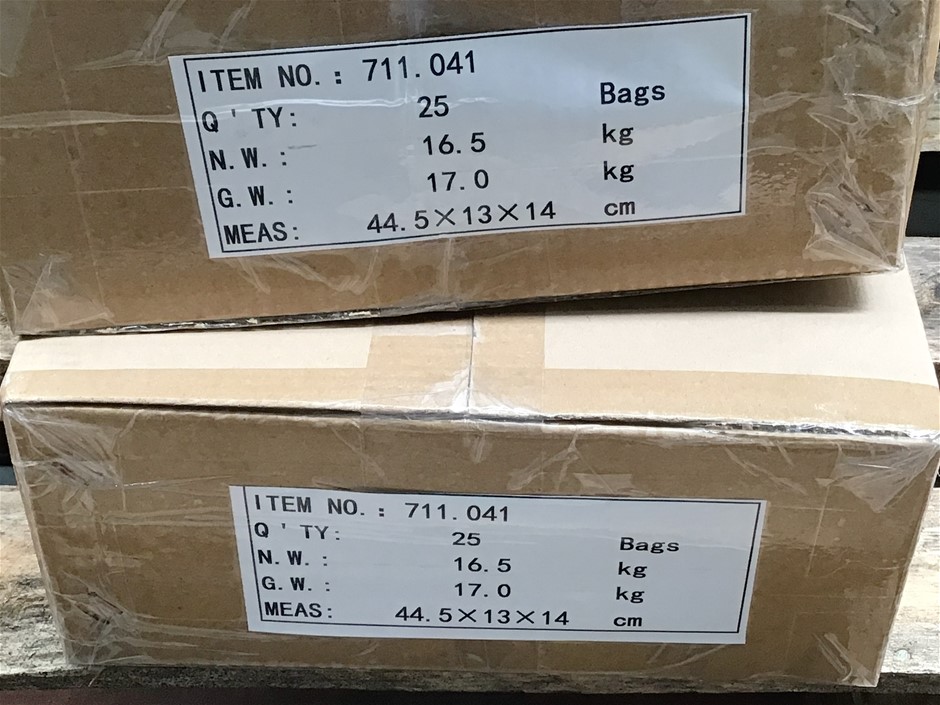 ITEM NO.: 711.041
Q'TY: 25 Bags
N.W.: 16.5 kg
G.W.: 17.0 kg
MEAS: 44.5×13×14 cm
ITEM NO.: 711.041
Q'TY: 25 Bags
N.W.: 16.5 kg
G.W.: 17.0 kg
MEAS: 44.5×13×14 cm